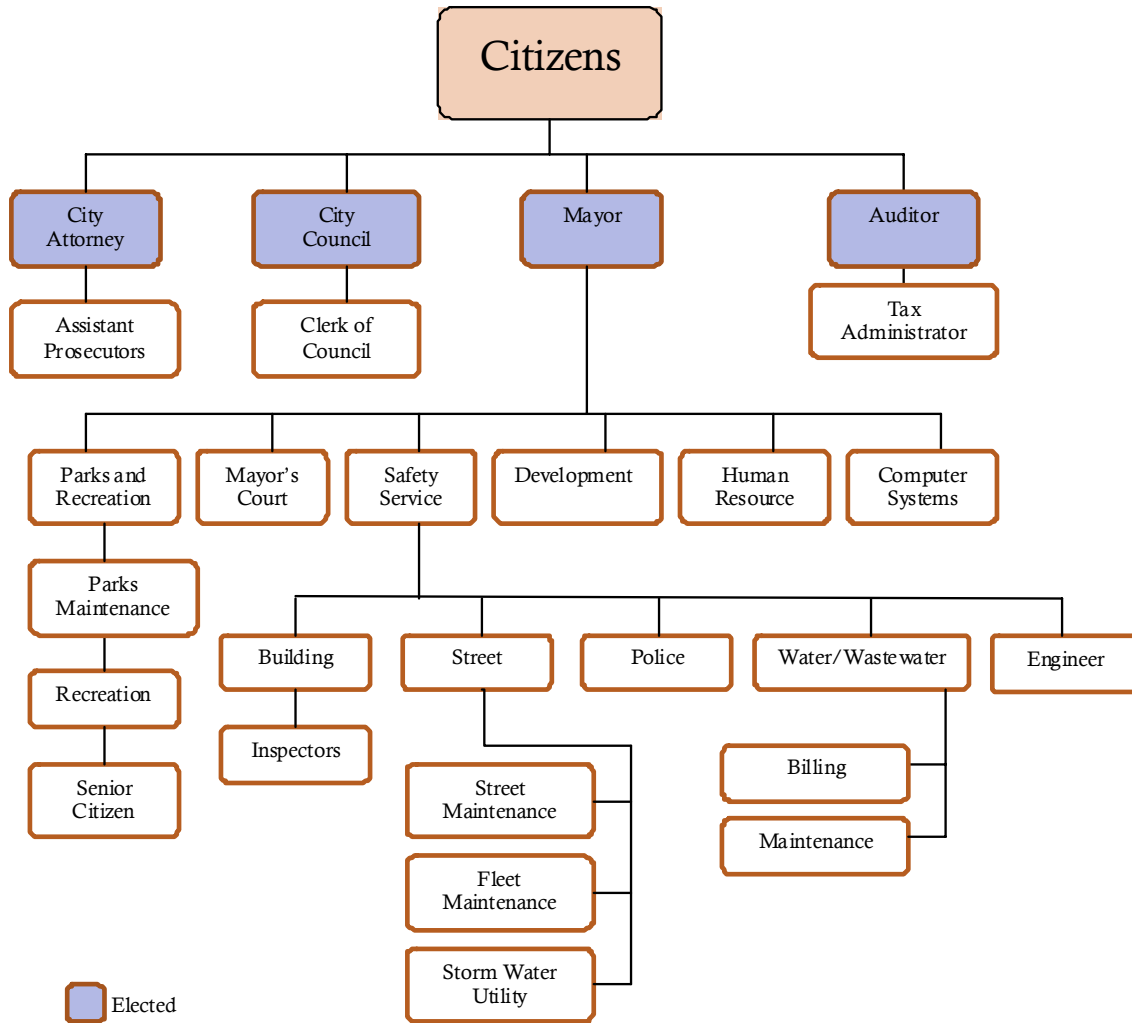 Citizens
City
Attorney
City
Council
Mayor
Auditor
Assistant
Prosecutors
Clerk of
Council
Tax
Administrator
Parks and
Recreation
Mayor's
Court
Safety
Service
Development
Human
Resource
Computer
Systems
Parks
Maintenance
Building
Street
Police
Water/Wastewater
Engineer
Recreation
Inspectors
Senior
Citizen
Street
Maintenance
Billing
Maintenance
Fleet
Maintenance
Storm Water
Utility
Elected